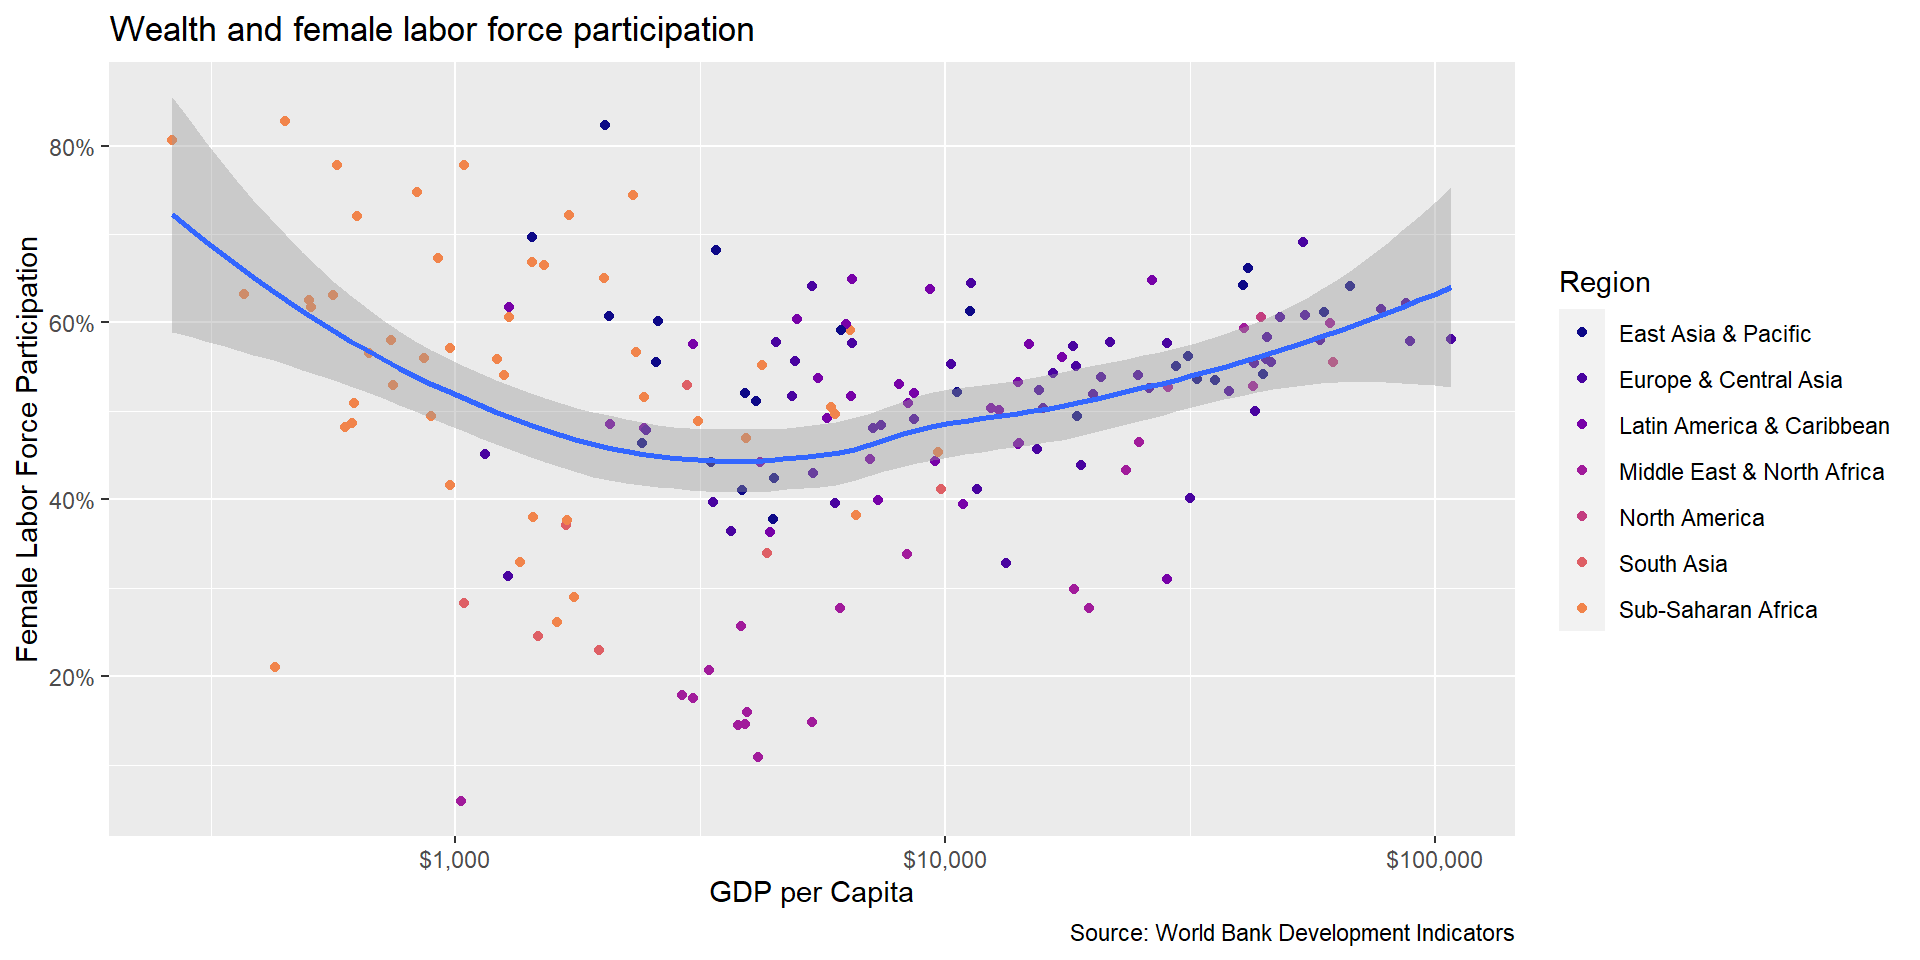 Wealth and female labor force participation
Female Labor Force Participation
80%
60%
40%
20%
$1,000
$10,000
$100,000
GDP per Capita
Region
East Asia & Pacific
Europe & Central Asia
Latin America & Caribbean
Middle East & North Africa
North America
South Asia
Sub-Saharan Africa
Source: World Bank Development Indicators